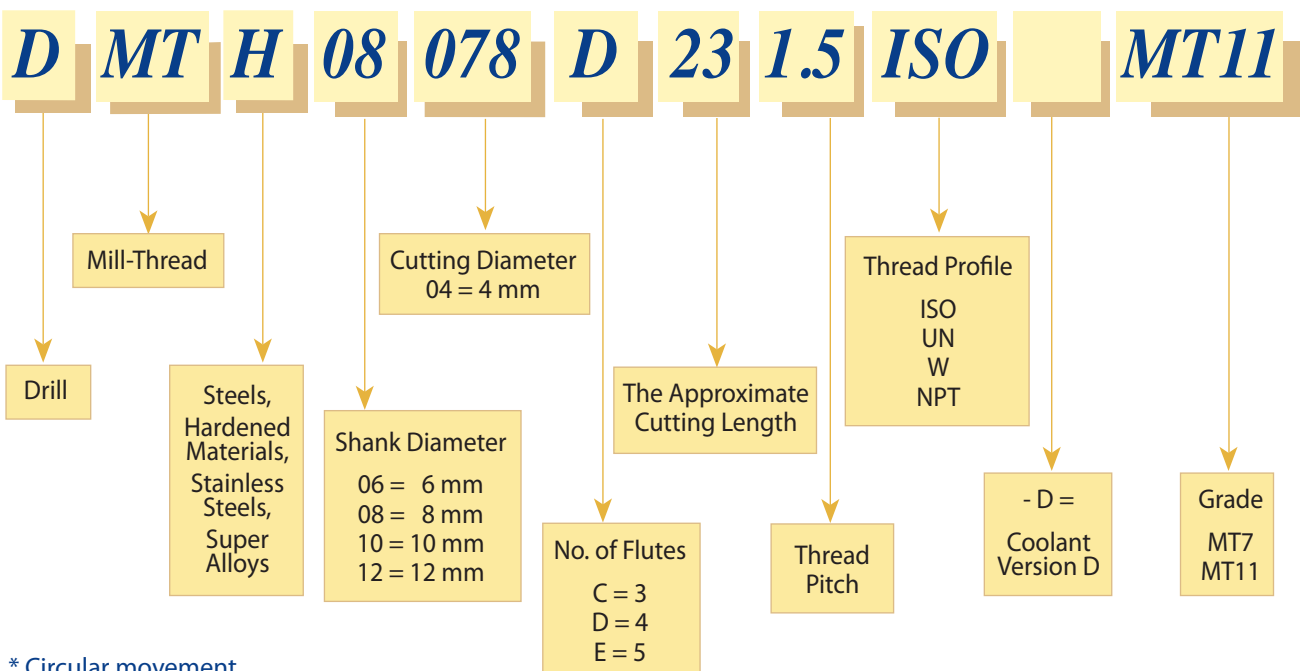 D MT H 08 078 D 23 1.5 ISO MT11
Drill
Mill-Thread
Steels,
Hardened
Materials,
Stainless
Steels,
Super
Alloys
Shank Diameter
06 = 6 mm
08 = 8 mm
10 = 10 mm
12 = 12 mm
Cutting Diameter
04 = 4 mm
No. of Flutes
C = 3
D = 4
E = 5
The Approximate
Cutting Length
Thread
Pitch
Thread Profile
ISO
UN
W
NPT
- D =
Coolant
Version D
Grade
MT7
MT11
* Circular movement